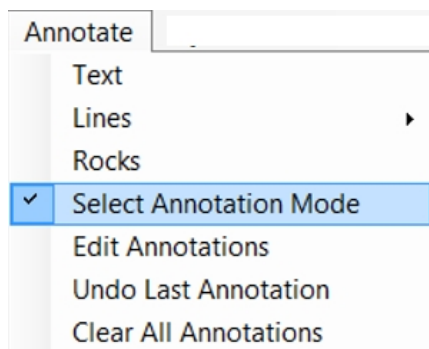 Annotate
Text
Lines
Rocks
Select Annotation Mode
Edit Annotations
Undo Last Annotation
Clear All Annotations